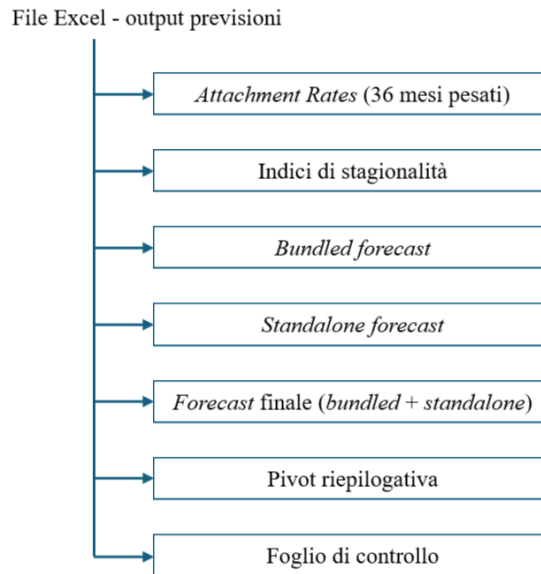 File Excel - output previsioni
Attachment Rates (36 mesi pesati)
Indici di stagionalità
Bundled forecast
Standalone forecast
Forecast finale (bundled + standalone)
Pivot riepilogativa
Foglio di controllo